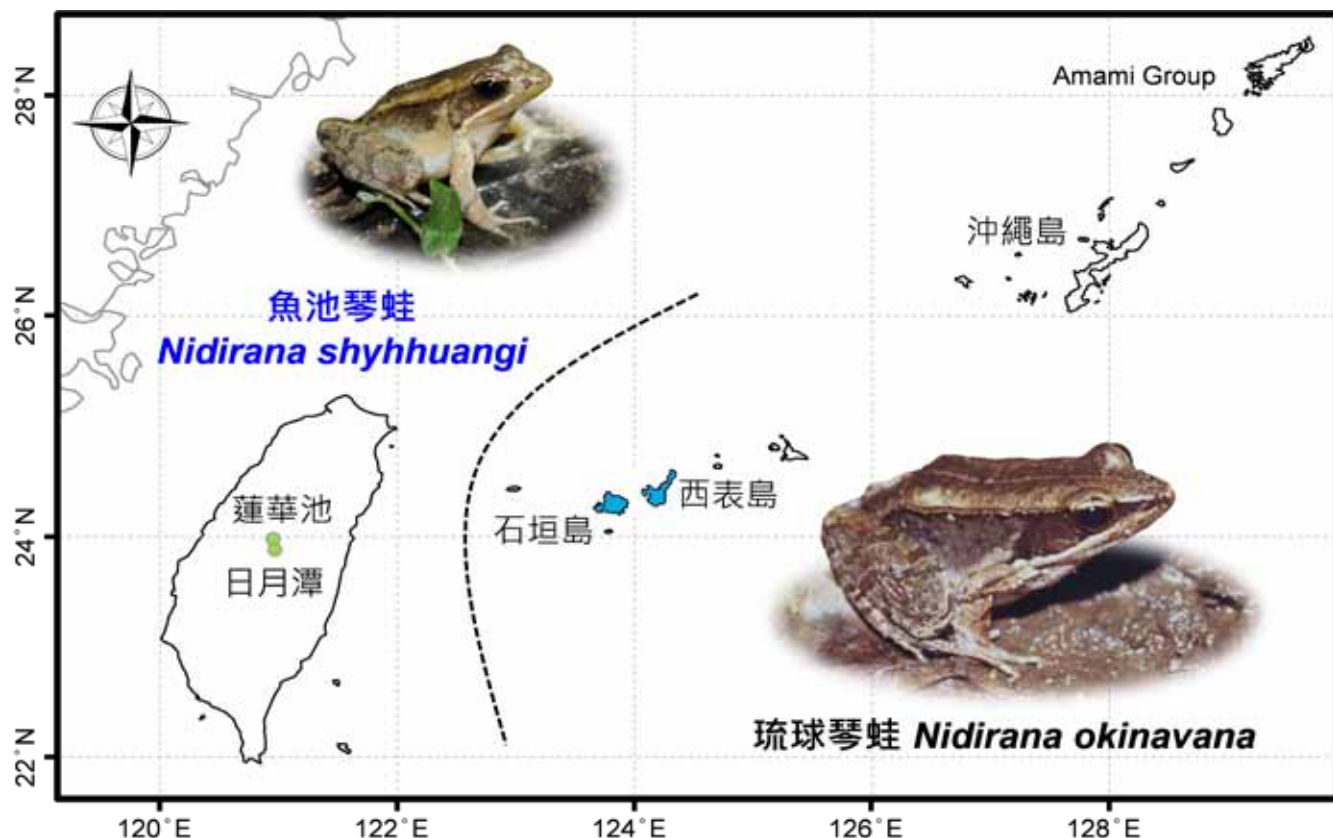 28°N
26°N
24°N
22°N
Amami Group
沖繩島
魚池琴蛙
Nidirana shyhhuangi
蓮華池
日月潭
石垣島
西表島
琉球琴蛙 Nidirana okinavana
120°E
122°E
124°E
126°E
128°E